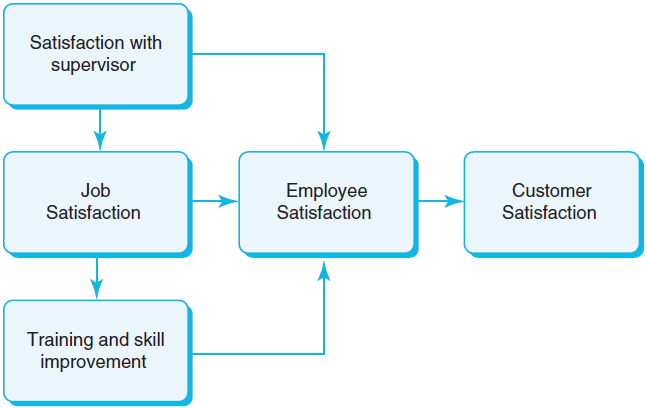 Satisfaction with
supervisor
Job
Satisfaction
Employee
Satisfaction
Customer
Satisfaction
Training and skill
improvement